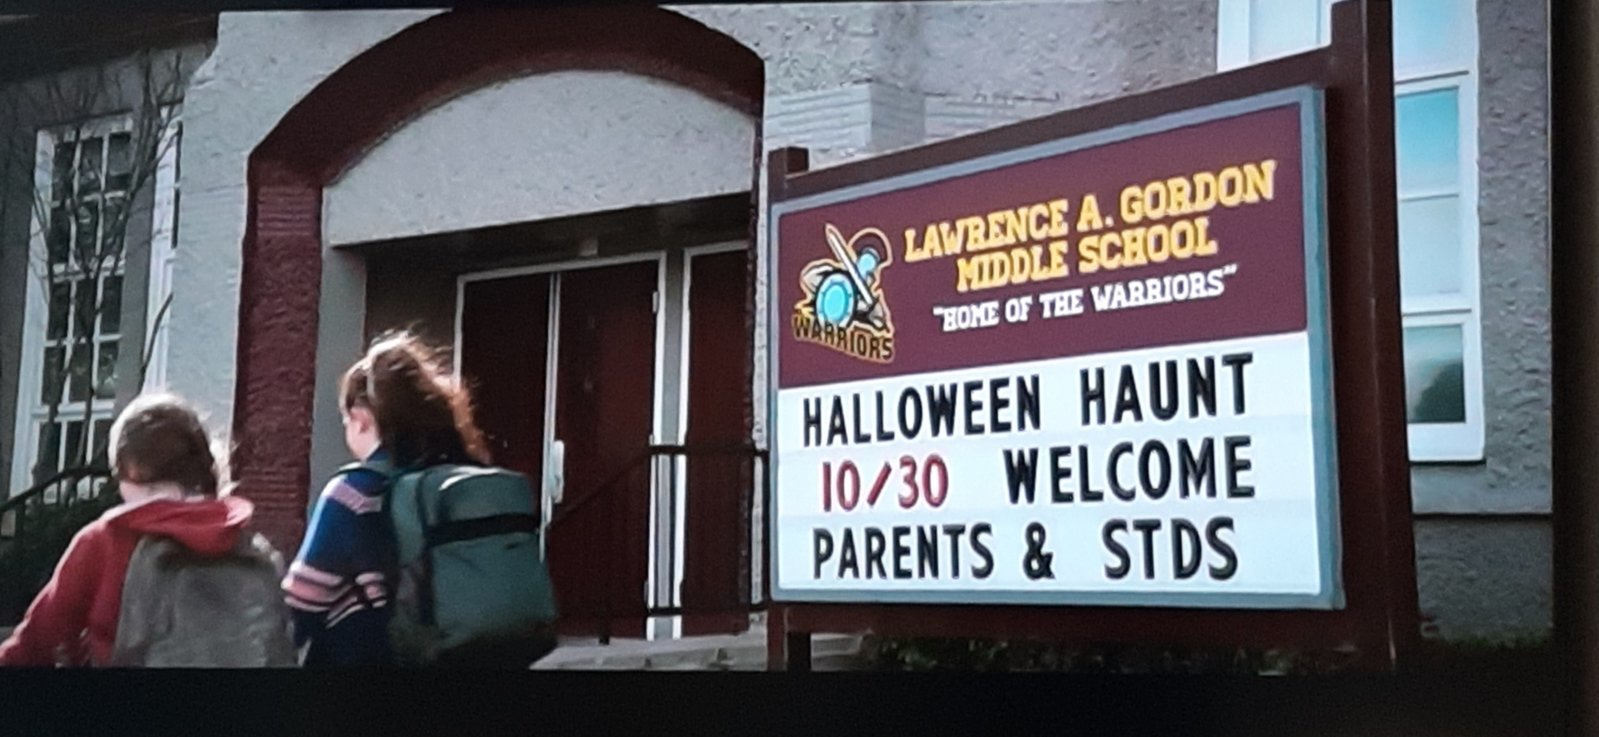 LAWRENCE A. GORDON
MIDDLE SCHOOL
"HOME OF THE WARRIORS"
WARRIORS
HALLOWEEN HAUNT
10/30 WELCOME
PARENTS & STDS